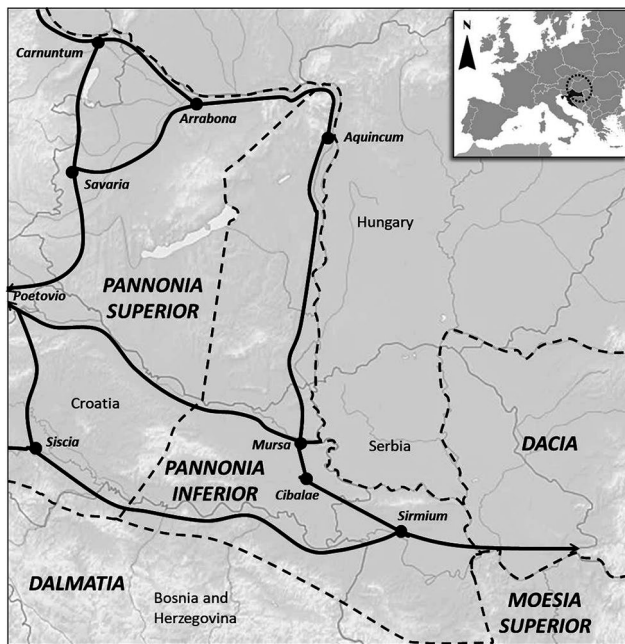 Carnuntum
Arrabona
Aquincum
Savaria
Hungary
Poetovio
PANNONIA
SUPERIOR
Croatia
Siscia
Mursa
Serbia
DACIA
PANNONIA
INFERIOR
Cibalae
Sirmium
DALMATIA
Bosnia and
Herzegovina
MOESIA
SUPERIOR